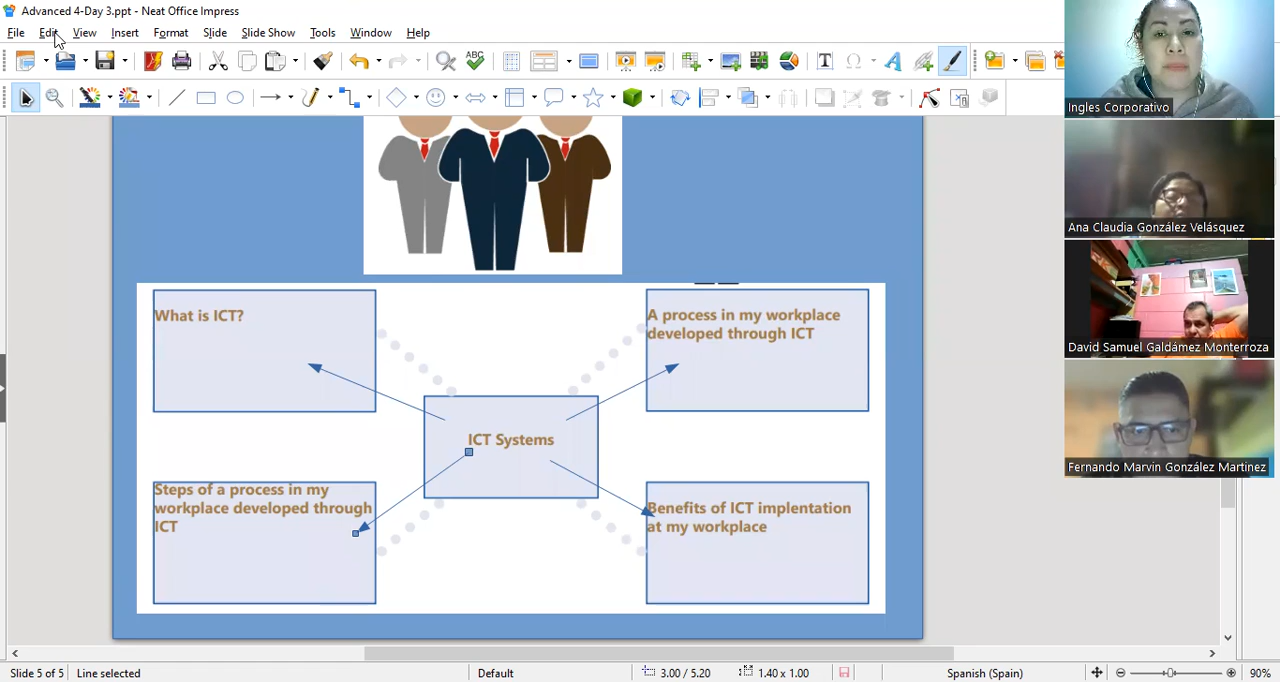 Advanced 4-Day 3.ppt - Neat Office Impress
File Edit View Insert Format Slide Slide Show Tools Window Help
ABC
T Ω A
What is ICT?
A process in my workplace
developed through ICT
ICT Systems
Steps of a process in my
workplace developed through
ICT
Benefits of ICT implentation
at my workplace
Ingles Corporativo
Ana Claudia González Velásquez
David Samuel Galdámez Monterroza
Fernando Marvin González Martinez
Slide 5 of 5 Line selected Default 3.00 / 5.20 1.40 x 1.00 Spanish (Spain) 90%